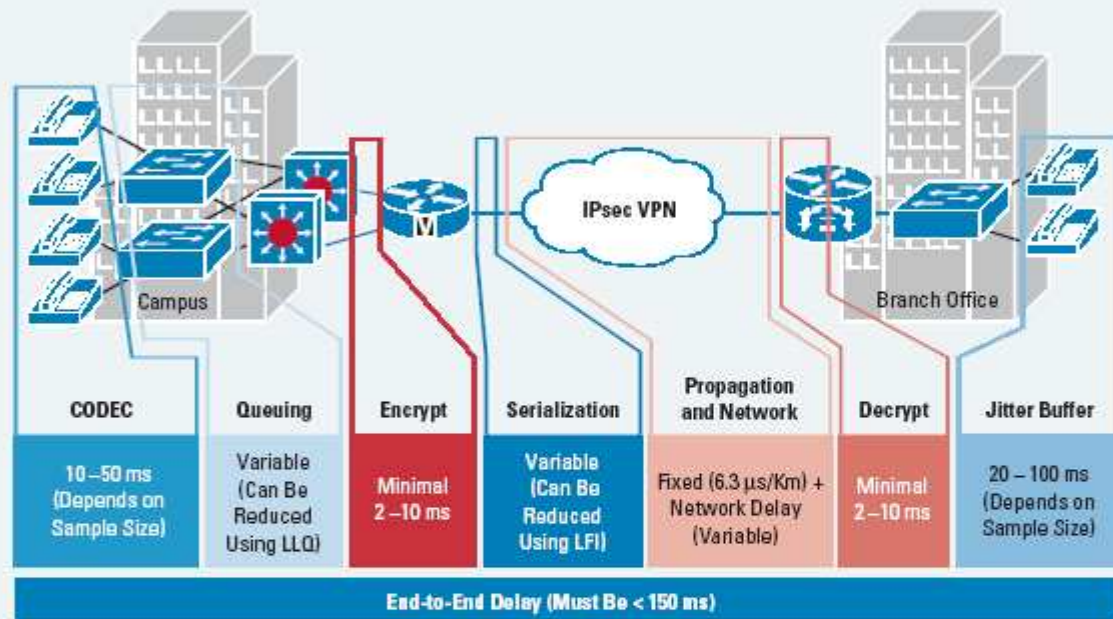 IPsec VPN
M
Campus
Branch Office
CODEC
Queuing
Encrypt
Serialization
Propagation
and Network
Decrypt
Jitter Buffer
10–50 ms
(Depends on
Sample Size)
Variable
(Can Be
Reduced
Using LLQ)
Minimal
2–10 ms
Variable
(Can Be
Reduced
Using LFI)
Fixed (6.3 µs/Km) +
Network Delay
(Variable)
Minimal
2–10 ms
20 – 100 ms
(Depends on
Sample Size)
End-to-End Delay (Must Be < 150 ms)